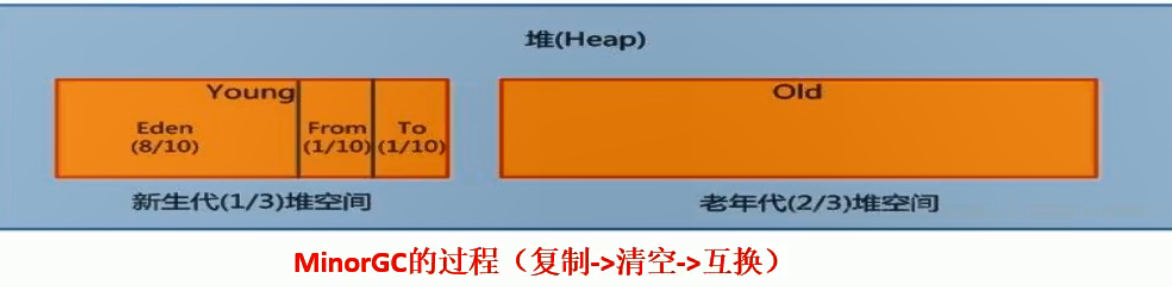 堆(Heap)
Young
Old
Eden
(8/10)
From
(1/10)
To
(1/10)
新生代(1/3)堆空间
老年代(2/3)堆空间
MinorGC的过程（复制->清空->互换）